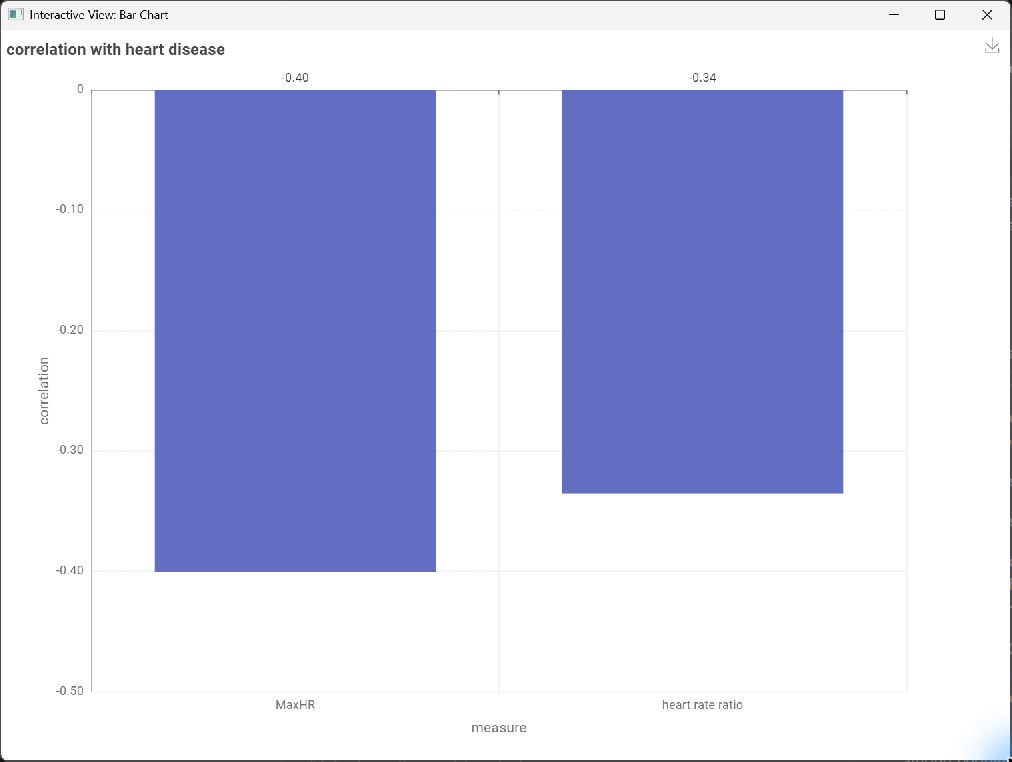 Interactive View: Bar Chart
correlation with heart disease
-0.40 -0.34
0
-0.10
-0.20
-0.30
-0.40
-0.50
correlation
MaxHR heart rate ratio
measure